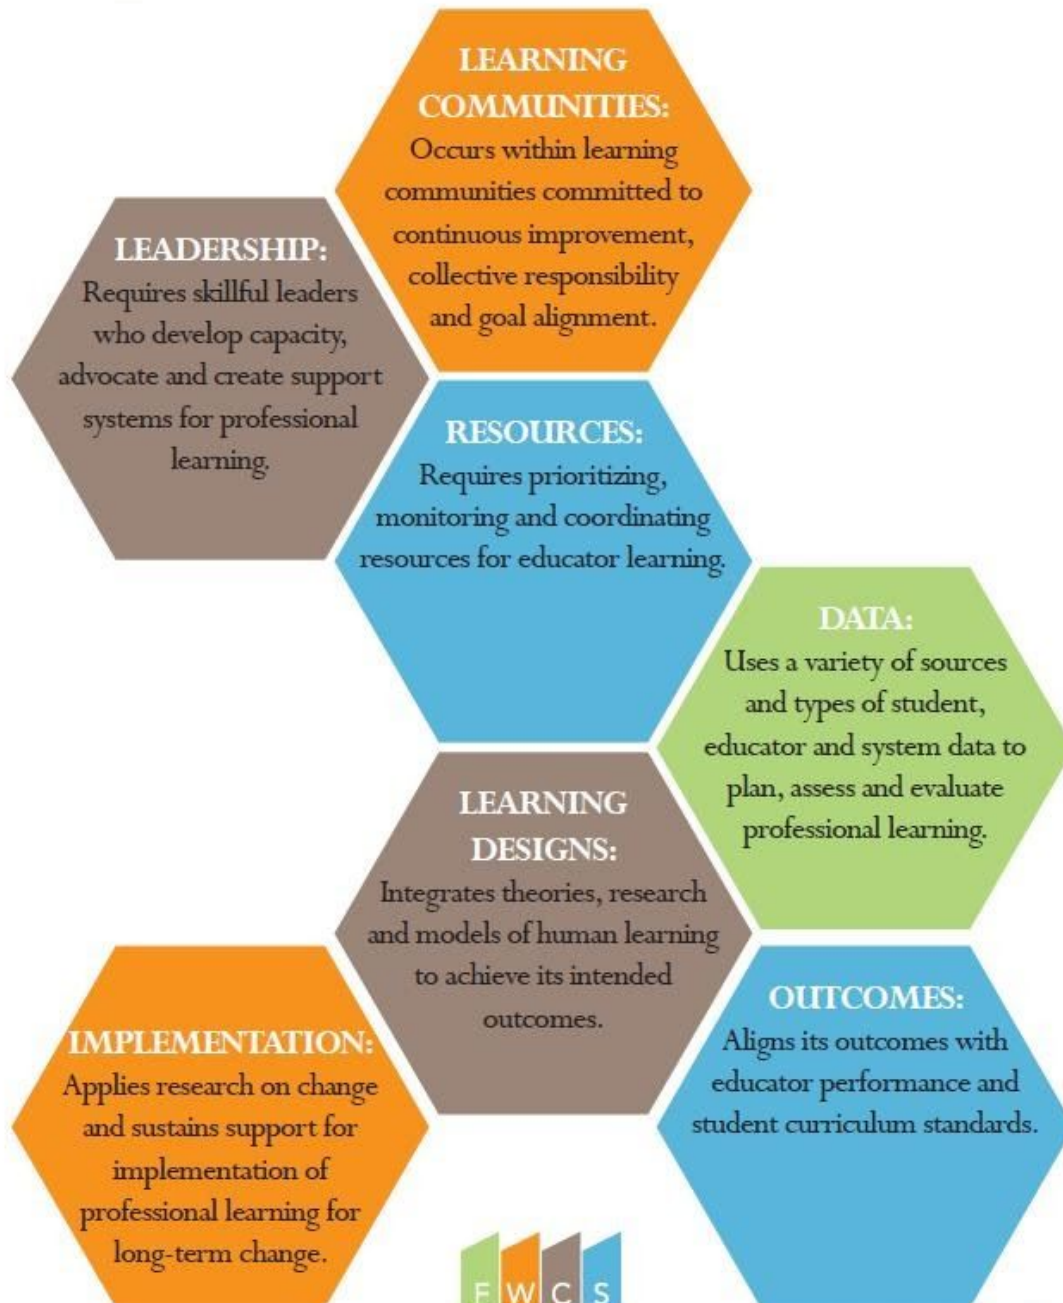 LEARNING
COMMUNITIES:
Occurs within learning
communities committed to
continuous improvement,
collective responsibility
and goal alignment.
LEADERSHIP:
Requires skillful leaders
who develop capacity,
advocate and create support
systems for professional
learning.
RESOURCES:
Requires prioritizing,
monitoring and coordinating
resources for educator learning.
DATA:
Uses a variety of sources
and types of student,
educator and system data to
plan, assess and evaluate
professional learning.
LEARNING
DESIGNS:
Integrates theories, research
and models of human learning
to achieve its intended
outcomes.
IMPLEMENTATION:
Applies research on change
and sustains support for
implementation of
professional learning for
long-term change.
OUTCOMES:
Aligns its outcomes with
educator performance and
student curriculum standards.
FWCS